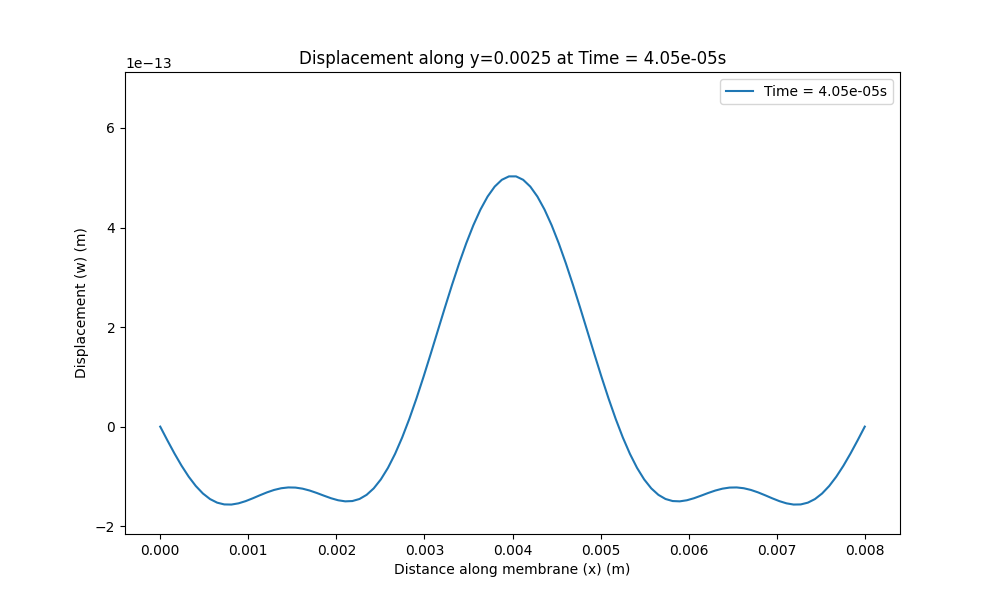 Displacement along y=0.0025 at Time = 4.05e-05s
1e−13
Time = 4.05e-05s
6
4
2
0
−2
Displacement (w) (m)
0.000 0.001 0.002 0.003 0.004 0.005 0.006 0.007 0.008
Distance along membrane (x) (m)